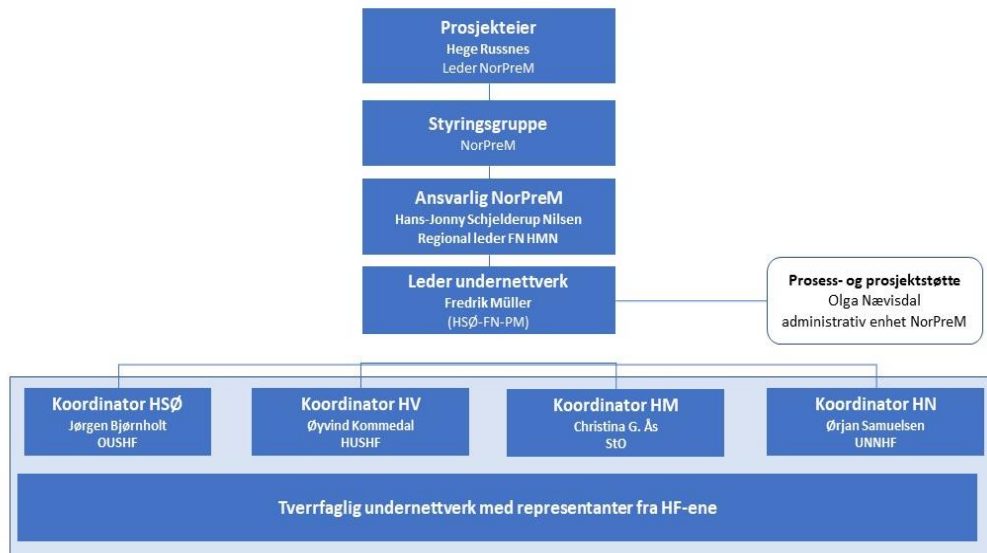 Prosjekteier
Hege Russnes
Leder NorPreM
Styringsgruppe
NorPreM
Ansvarlig NorPreM
Hans-Jonny Schjelderup Nilsen
Regional leder FN HMN
Leder undernettverk
Fredrik Müller
(HSØ-FN-PM)
Prosess- og prosjektstøtte
Olga Nævisdal
administrativ enhet NorPreM
Koordinator HSØ
Jørgen Bjørnholt
OUSHF
Koordinator HV
Øyvind Kommedal
HUSHF
Koordinator HM
Christina G. Ås
StO
Koordinator HN
Ørjan Samuelsen
UNNHF
Tverrfaglig undernettverk med representanter fra HF-ene